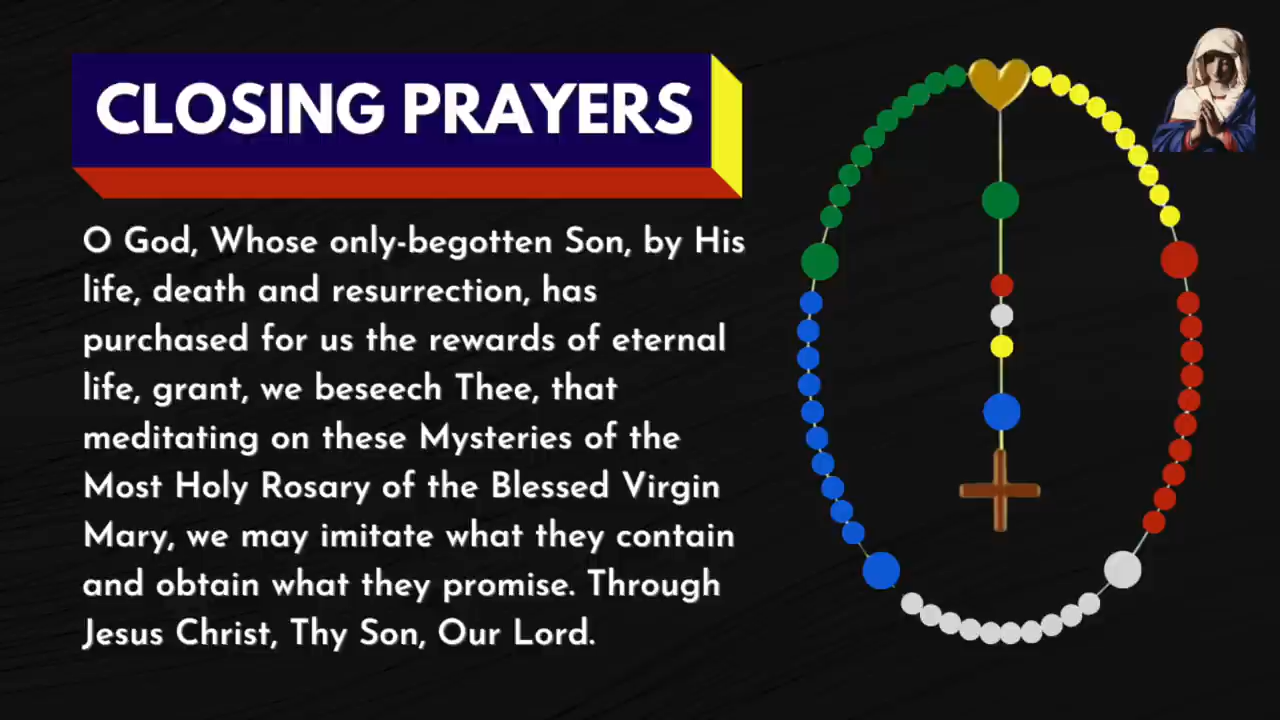 CLOSING PRAYERS
O God, Whose only-begotten Son, by His
life, death and resurrection, has
purchased for us the rewards of eternal
life, grant, we beseech Thee, that
meditating on these Mysteries of the
Most Holy Rosary of the Blessed Virgin
Mary, we may imitate what they contain
and obtain what they promise. Through
Jesus Christ, Thy Son, Our Lord.